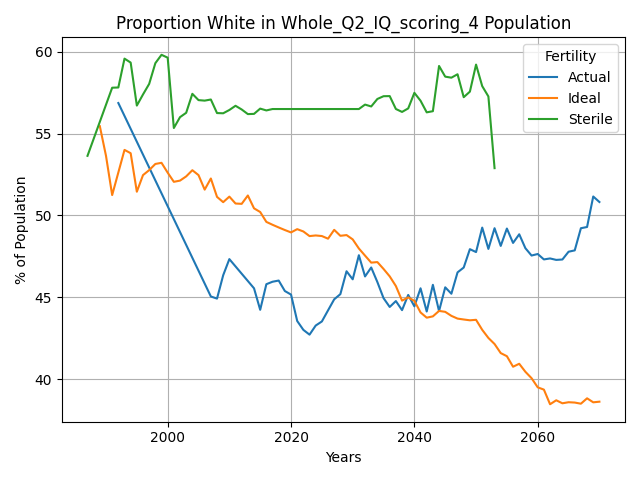 Proportion White in Whole_Q2_IQ_scoring_4 Population
Fertility
Actual
Ideal
Sterile
% of Population
60
55
50
45
40
2000
2020
2040
2060
Years